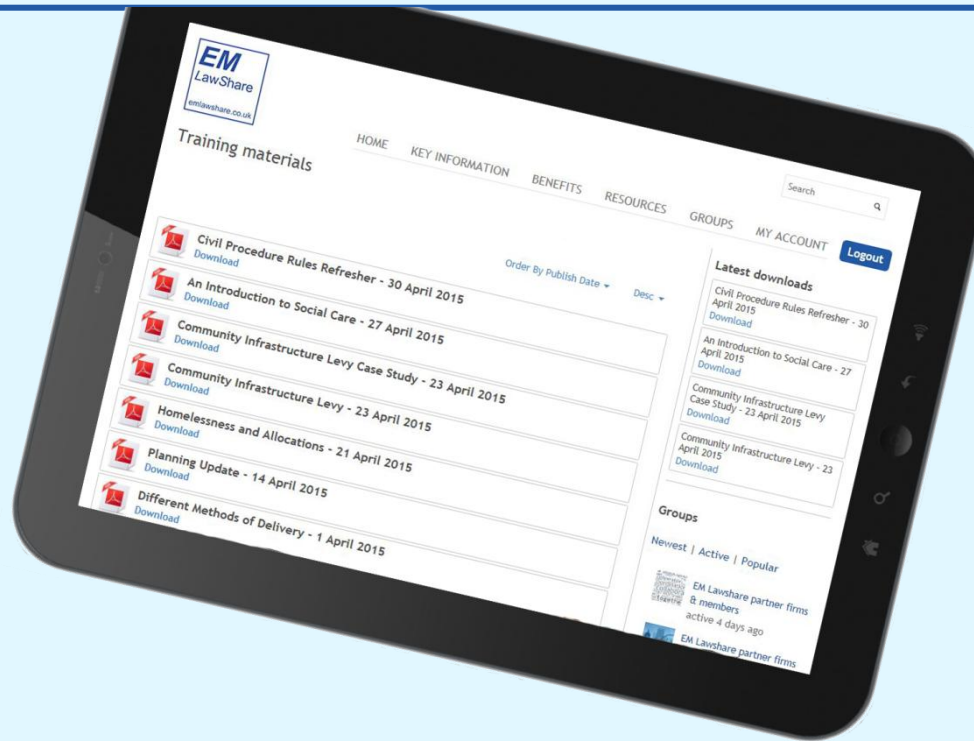 EM
LawShare
emlawshare.co.uk
Training materials
HOME
KEY INFORMATION
BENEFITS
RESOURCES
GROUPS
MY ACCOUNT
Search
Logout
Order By Publish Date
Desc
Civil Procedure Rules Refresher - 30 April 2015
Download
An Introduction to Social Care - 27 April 2015
Download
Community Infrastructure Levy Case Study - 23 April 2015
Download
Community Infrastructure Levy - 23 April 2015
Download
Homelessness and Allocations - 21 April 2015
Download
Planning Update - 14 April 2015
Download
Different Methods of Delivery - 1 April 2015
Download
Latest downloads
Civil Procedure Rules Refresher - 30
April 2015
Download
An Introduction to Social Care - 27
April 2015
Download
Community Infrastructure Levy
Case Study - 23 April 2015
Download
Community Infrastructure Levy - 23
April 2015
Download
Groups
Newest | Active | Popular
EM Lawshare partner firms
& members
active 4 days ago
EM Lawshare partner firms